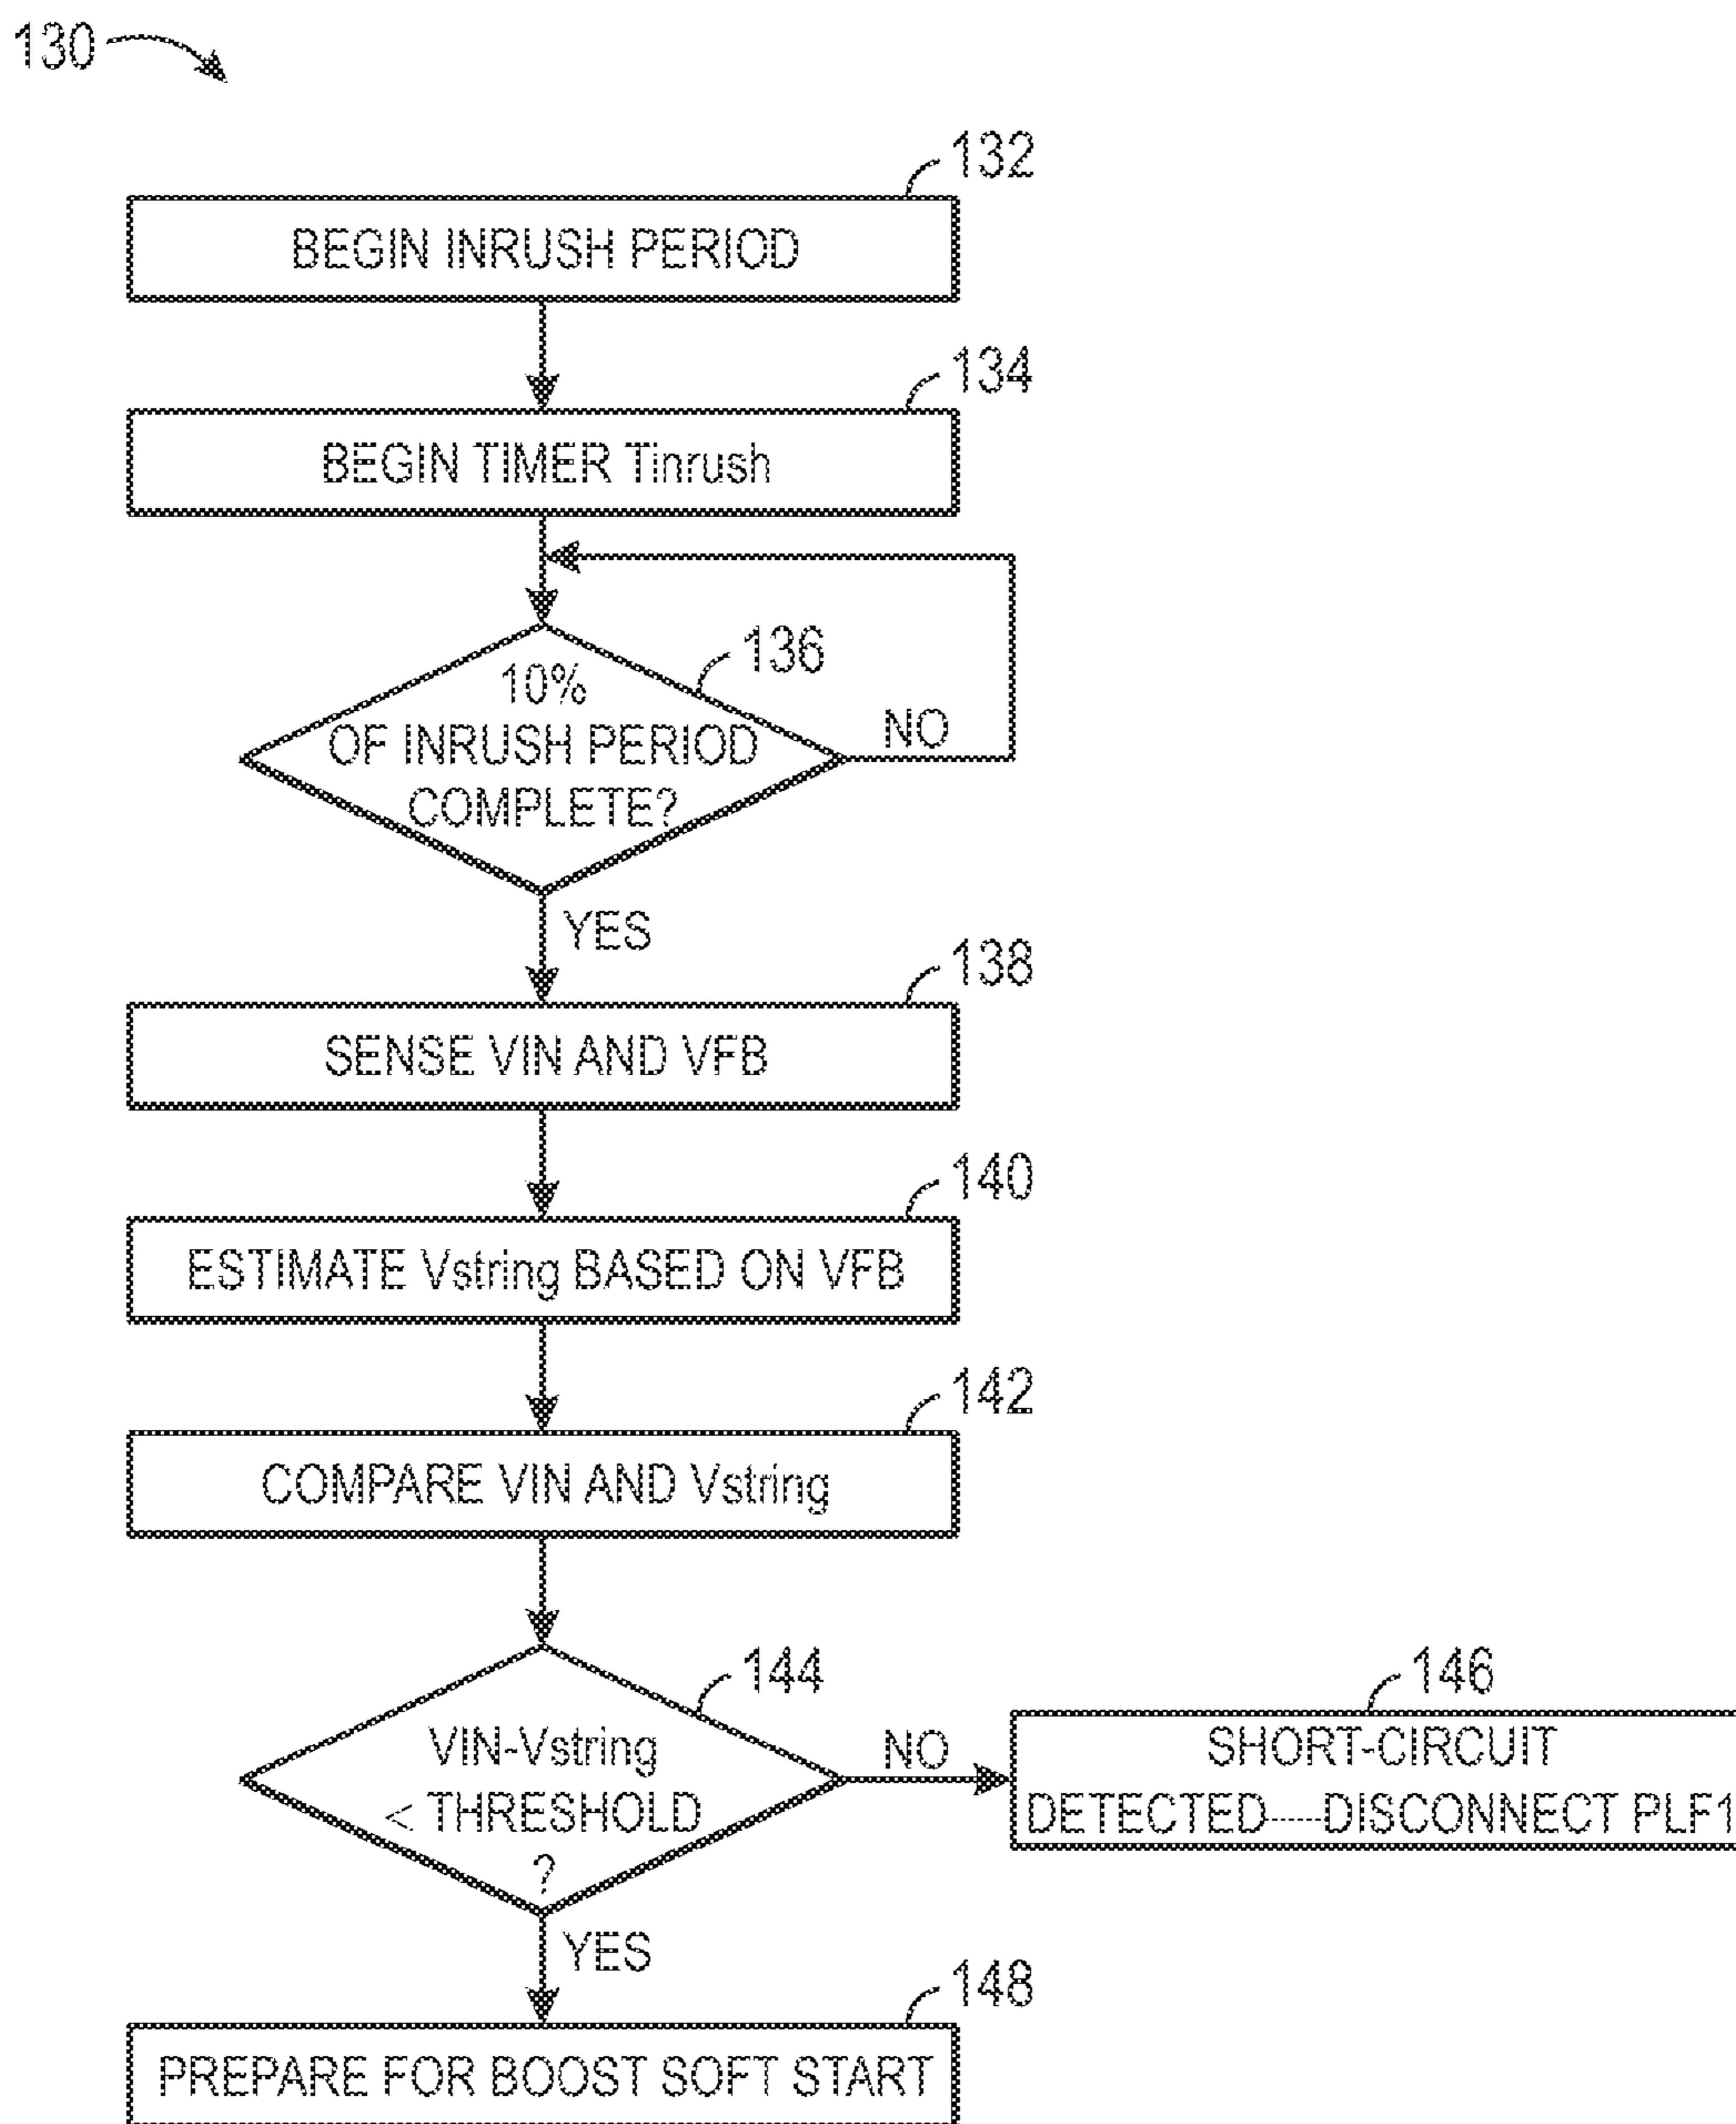 130
132
BEGIN INRUSH PERIOD
134
BEGIN TIMER Tinrush
136
10%
OF INRUSH PERIOD
COMPLETE?
NO
YES
138
SENSE VIN AND VFB
140
ESTIMATE Vstring BASED ON VFB
142
COMPARE VIN AND Vstring
144
VIN-Vstring
< THRESHOLD
?
NO
146
SHORT-CIRCUIT
DETECTED-----DISCONNECT PLF1
YES
148
PREPARE FOR BOOST SOFT START